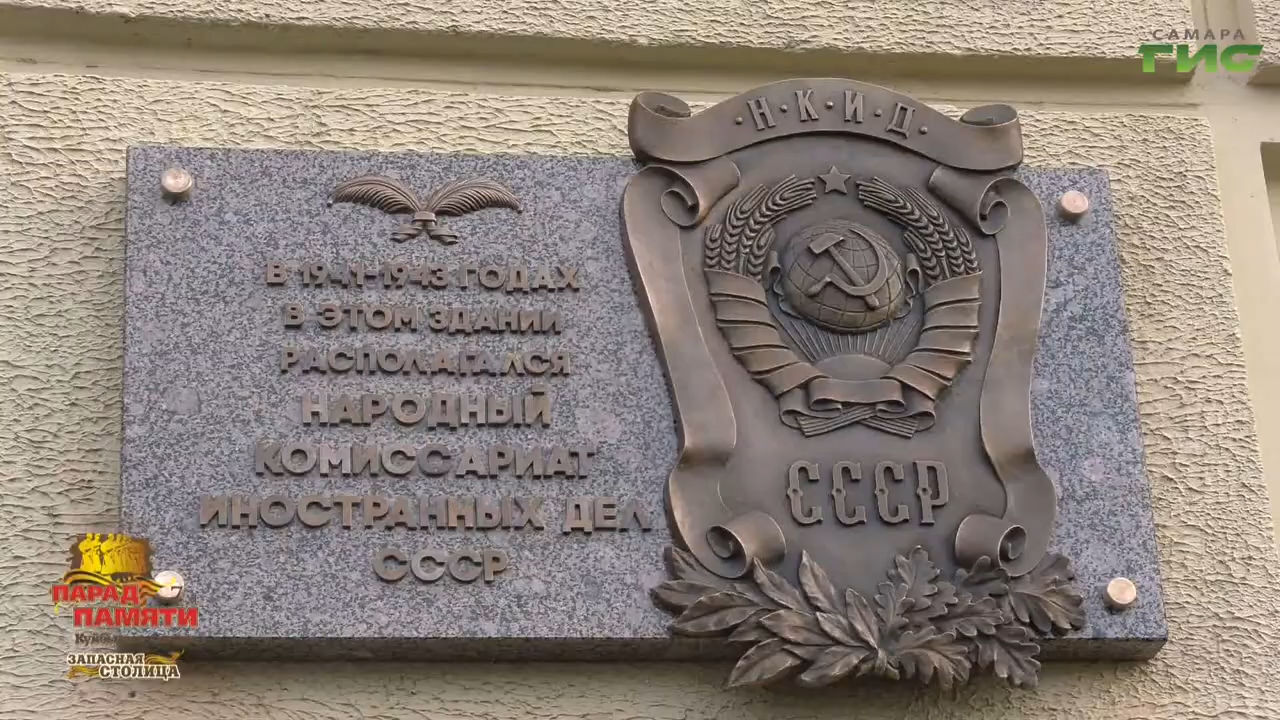 САМАРА
ГИС
·Н·К·И·Д·
В 1941-1943 ГОДАХ
В ЭТОМ ЗДАНИИ
РАСПОЛАГАЛСЯ
НАРОДНЫЙ
КОМИССАРИАТ
ИНОСТРАННЫХ ДЕЛ
СССР
СССР
ПАРАД
ПАМЯТИ
ЗАПАСНАЯ
СТОЛИЦА